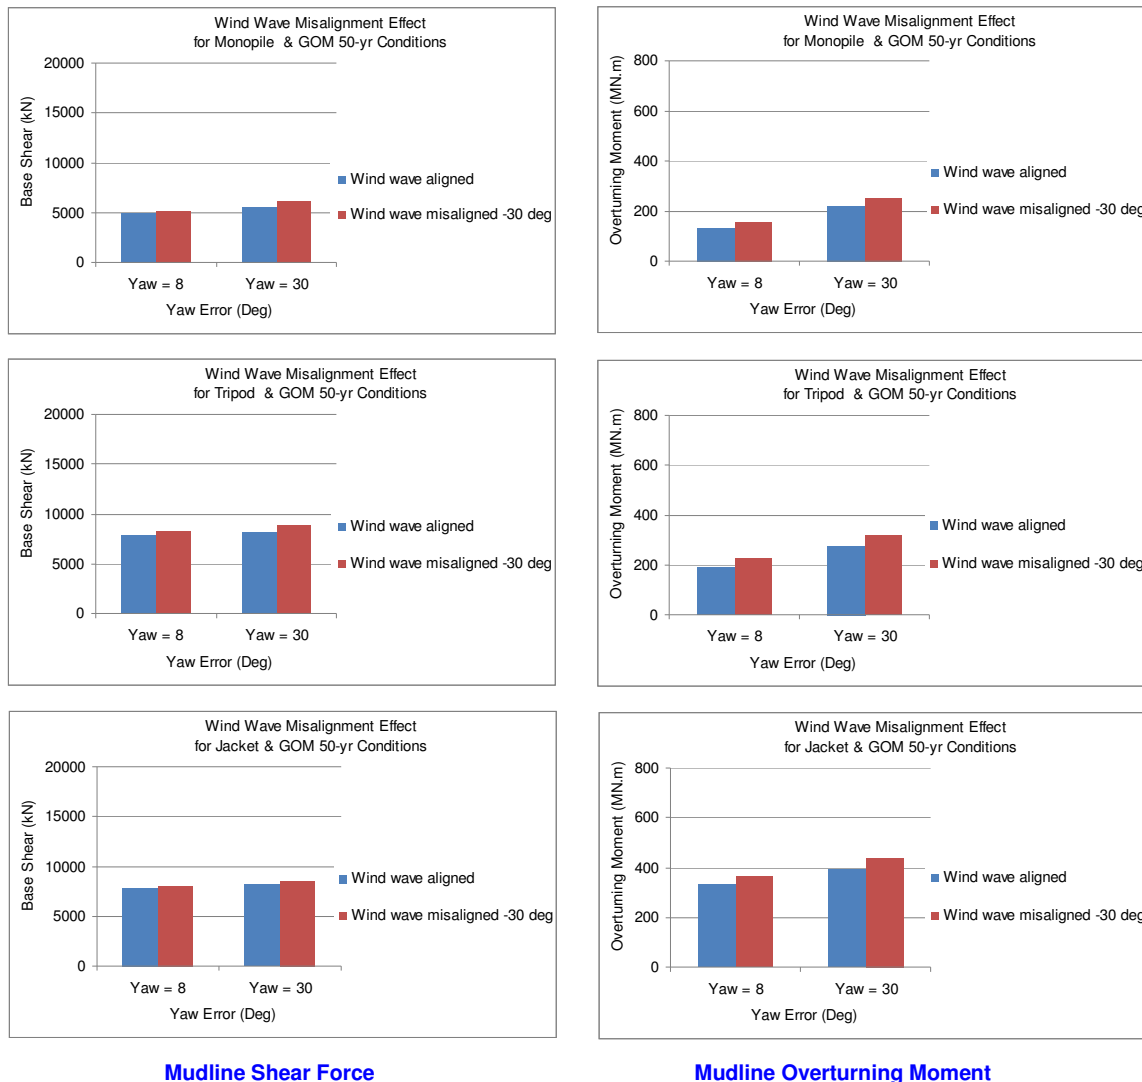 Wind Wave Misalignment Effect
for Monopile & GOM 50-yr Conditions
20000
15000
10000
5000
0
Base Shear (kN)
Yaw = 8
Yaw = 30
Yaw Error (Deg)
Wind wave aligned
Wind wave misaligned -30 deg
Wind Wave Misalignment Effect
for Monopile & GOM 50-yr Conditions
800
600
400
200
0
Overturning Moment (MN.m)
Yaw = 8
Yaw = 30
Yaw Error (Deg)
Wind wave aligned
Wind wave misaligned -30 deg
Wind Wave Misalignment Effect
for Tripod & GOM 50-yr Conditions
20000
15000
10000
5000
0
Base Shear (kN)
Yaw = 8
Yaw = 30
Yaw Error (Deg)
Wind wave aligned
Wind wave misaligned -30 deg
Wind Wave Misalignment Effect
for Tripod & GOM 50-yr Conditions
800
600
400
200
0
Overturning Moment (MN.m)
Yaw = 8
Yaw = 30
Yaw Error (Deg)
Wind wave aligned
Wind wave misaligned -30 deg
Wind Wave Misalignment Effect
for Jacket & GOM 50-yr Conditions
20000
15000
10000
5000
0
Base Shear (kN)
Yaw = 8
Yaw = 30
Yaw Error (Deg)
Wind wave aligned
Wind wave misaligned -30 deg
Wind Wave Misalignment Effect
for Jacket & GOM 50-yr Conditions
800
600
400
200
0
Overturning Moment (MN.m)
Yaw = 8
Yaw = 30
Yaw Error (Deg)
Wind wave aligned
Wind wave misaligned -30 deg
Mudline Shear Force
Mudline Overturning Moment